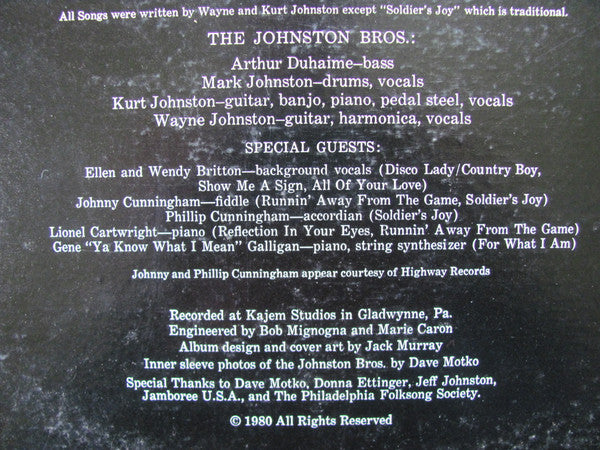 All Songs were written by Wayne and Kurt Johnston except "Soldier's Joy" which is traditional.
THE JOHNSTON BROS.:
Arthur Duhaime—bass
Mark Johnston—drums, vocals
Kurt Johnston—guitar, banjo, piano, pedal steel, vocals
Wayne Johnston—guitar, harmonica, vocals
SPECIAL GUESTS:
Ellen and Wendy Britton—background vocals (Disco Lady/Country Boy,
Show Me A Sign, All Of Your Love)
Johnny Cunningham—fiddle (Runnin' Away From The Game, Soldier's Joy)
Phillip Cunningham—accordian (Soldier's Joy)
Lionel Cartwright—piano (Reflection In Your Eyes, Runnin' Away From The Game)
Gene "Ya Know What I Mean" Galligan—piano, string synthesizer (For What I Am)
Johnny and Phillip Cunningham appear courtesy of Highway Records
Recorded at Kajem Studios in Gladwynne, Pa.
Engineered by Bob Mignogna and Marie Caron
Album design and cover art by Jack Murray
Inner sleeve photos of the Johnston Bros. by Dave Motko
Special Thanks to Dave Motko, Donna Ettinger, Jeff Johnston,
Jamboree U.S.A., and The Philadelphia Folksong Society.
© 1980 All Rights Reserved